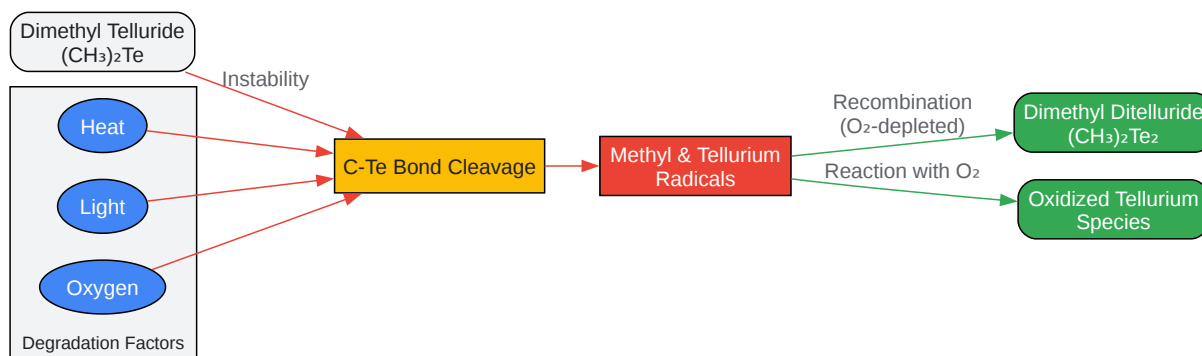 Dimethyl Telluride
(CH₃)₂Te
Instability
Heat
Light
Oxygen
Degradation Factors
C-Te Bond Cleavage
Methyl & Tellurium
Radicals
Recombination
(O₂-depleted)
Reaction with O₂
Dimethyl Ditelluride
(CH₃)₂Te₂
Oxidized Tellurium
Species